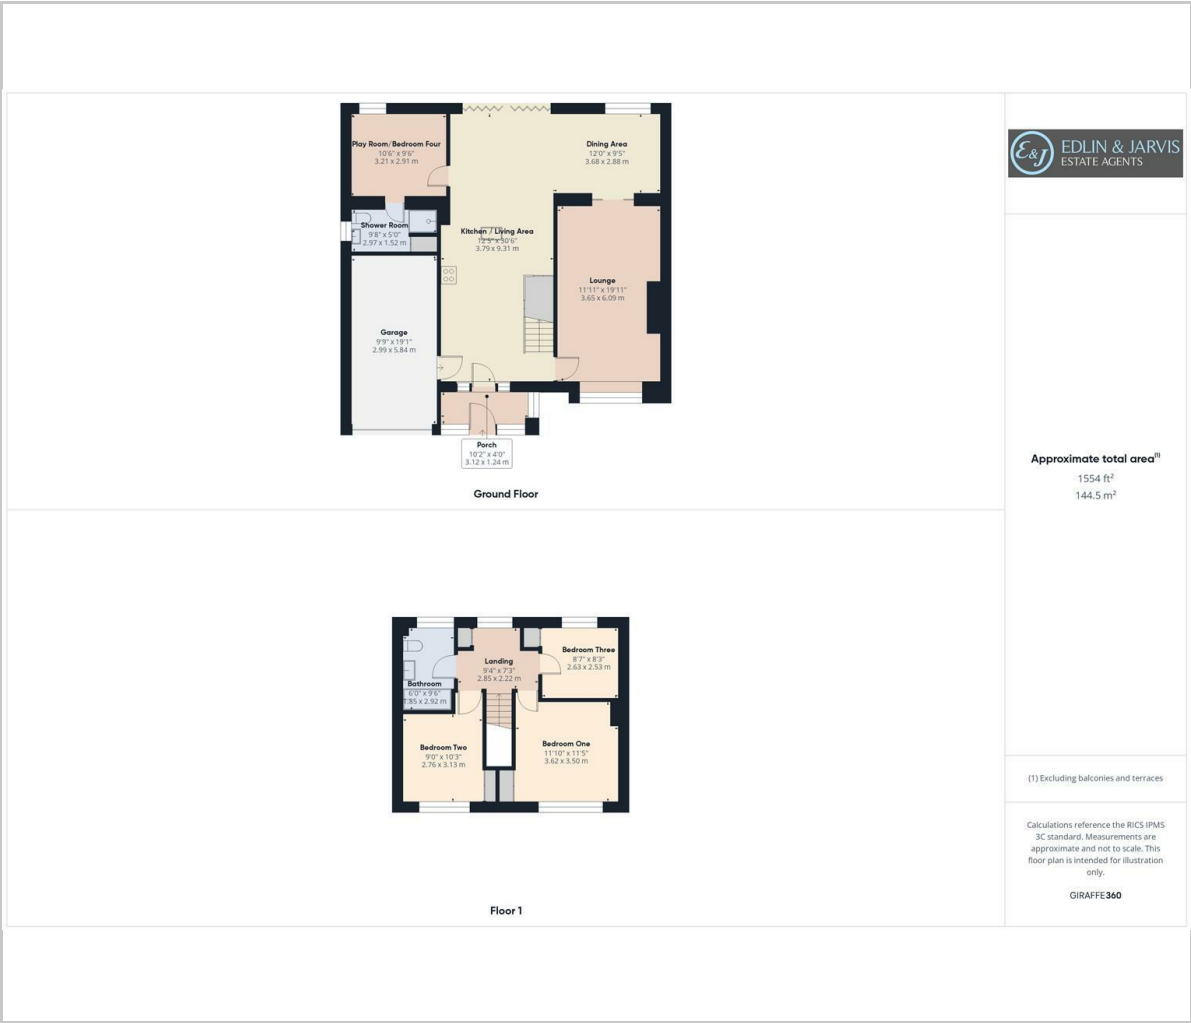 Play Room/Bedroom Four
10'6" x 9'6"
3.21 x 2.91 m
Dining Area
12'0" x 9'5"
3.68 x 2.88 m
Shower Room
9'8" x 5'0"
2.97 x 1.52 m
Kitchen / Living Area
12'5" x 30'6"
3.79 x 9.31 m
Lounge
11'11" x 19'11"
3.65 x 6.09 m
Garage
9'9" x 19'1"
2.99 x 5.84 m
Porch
10'2" x 4'0"
3.12 x 1.24 m
Ground Floor
Landing
9'4" x 7'3"
2.85 x 2.22 m
Bedroom Three
8'7" x 8'3"
2.63 x 2.53 m
Bathroom
6'0" x 9'6"
1.85 x 2.92 m
Bedroom Two
9'0" x 10'3"
2.76 x 3.13 m
Bedroom One
11'10" x 11'5"
3.62 x 3.50 m
Floor 1
E&J
EDLIN & JARVIS
ESTATE AGENTS
Approximate total area(1)
1554 ft²
144.5 m²
(1) Excluding balconies and terraces
Calculations reference the RICS IPMS
3C standard. Measurements are
approximate and not to scale. This
floor plan is intended for illustration
only.
GIRAFFE360